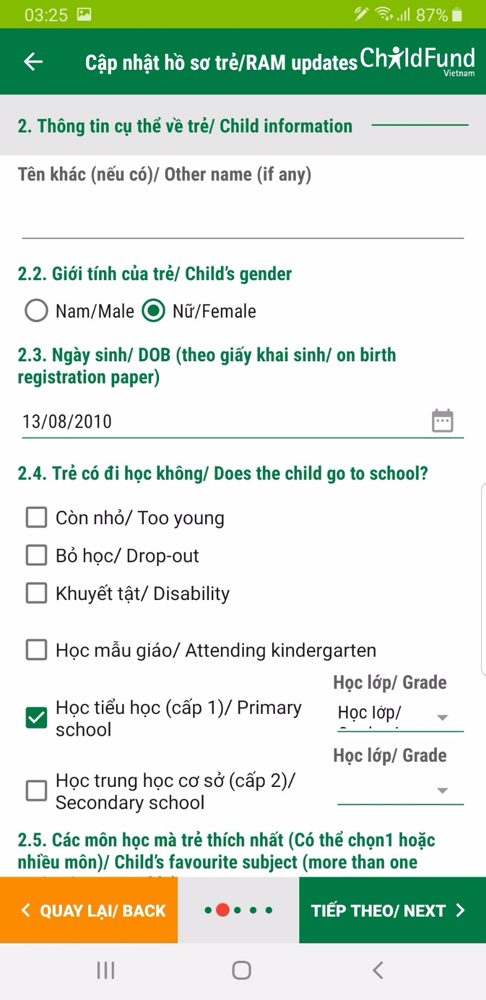 03:25 87%
Cập nhật hồ sơ trẻ/RAM updates ChildFund
Vietnam
2. Thông tin cụ thể về trẻ/ Child information
Tên khác (nếu có)/ Other name (if any)
2.2. Giới tính của trẻ/ Child's gender
Nam/Male Nữ/Female
2.3. Ngày sinh/ DOB (theo giấy khai sinh/ on birth
registration paper)
13/08/2010
2.4. Trẻ có đi học không/ Does the child go to school?
Còn nhỏ/ Too young
Bỏ học/ Drop-out
Khuyết tật/ Disability
Học mẫu giáo/ Attending kindergarten
Học lớp/ Grade
Học tiểu học (cấp 1)/ Primary
school
Học lớp/
Học lớp/ Grade
Học trung học cơ sở (cấp 2)/
Secondary school
2.5. Các môn học mà trẻ thích nhất (Có thể chọn1 hoặc
nhiều môn)/ Child's favourite subject (more than one
QUAY LẠI/ BACK
TIẾP THEO/ NEXT